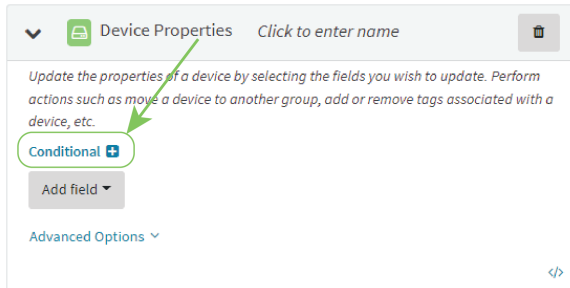 Device Properties Click to enter name
Update the properties of a device by selecting the fields you wish to update. Perform
actions such as move a device to another group, add or remove tags associated with a
device, etc.
Conditional
Add field
Advanced Options
</>